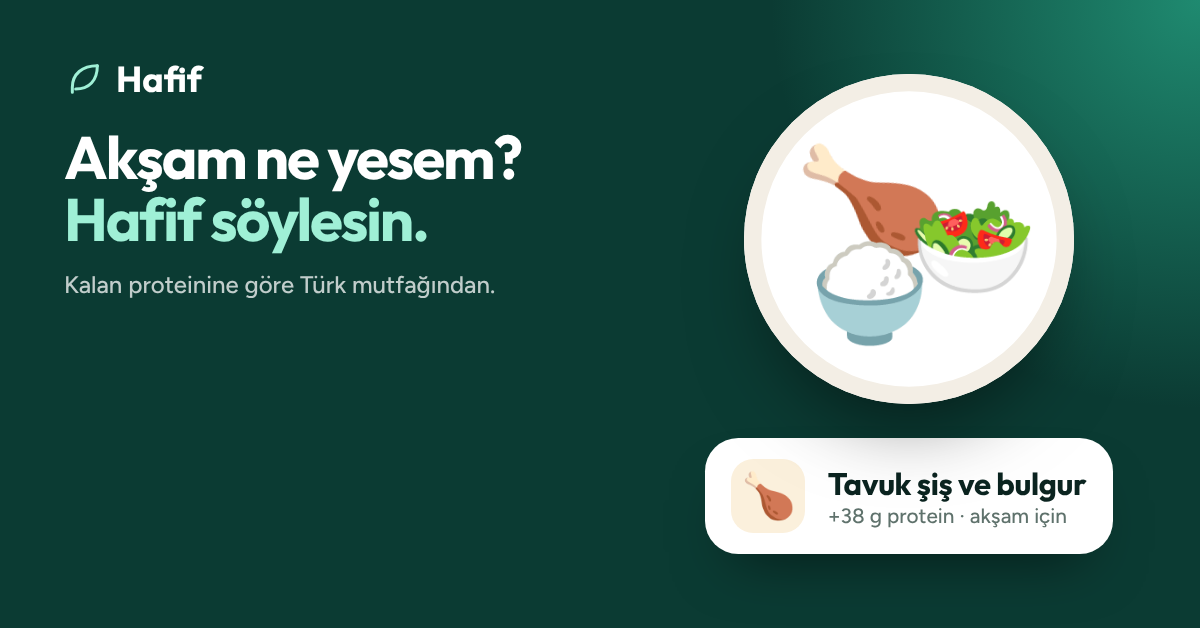 Hafif
Akşam ne yesem?
Hafif söylesin.
Kalan proteinine göre Türk mutfağından.
Tavuk şiş ve bulgur
+38 g protein · akşam için